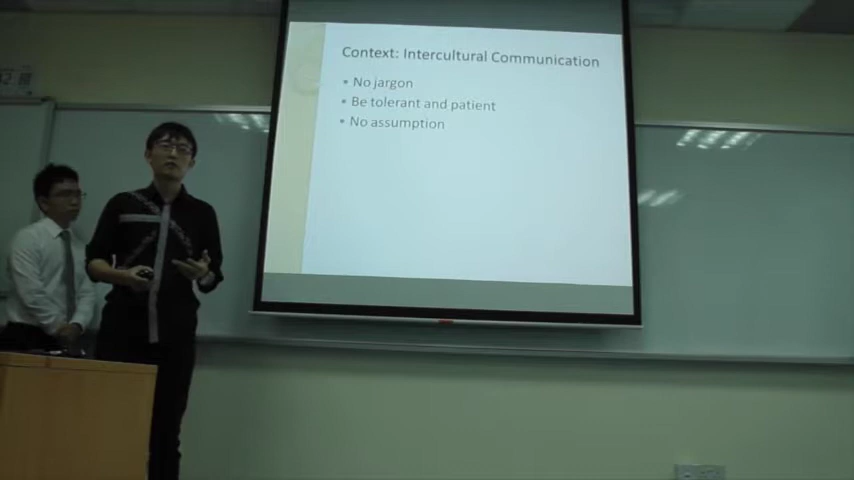 Context: Intercultural Communication
• No jargon
• Be tolerant and patient
• No assumption